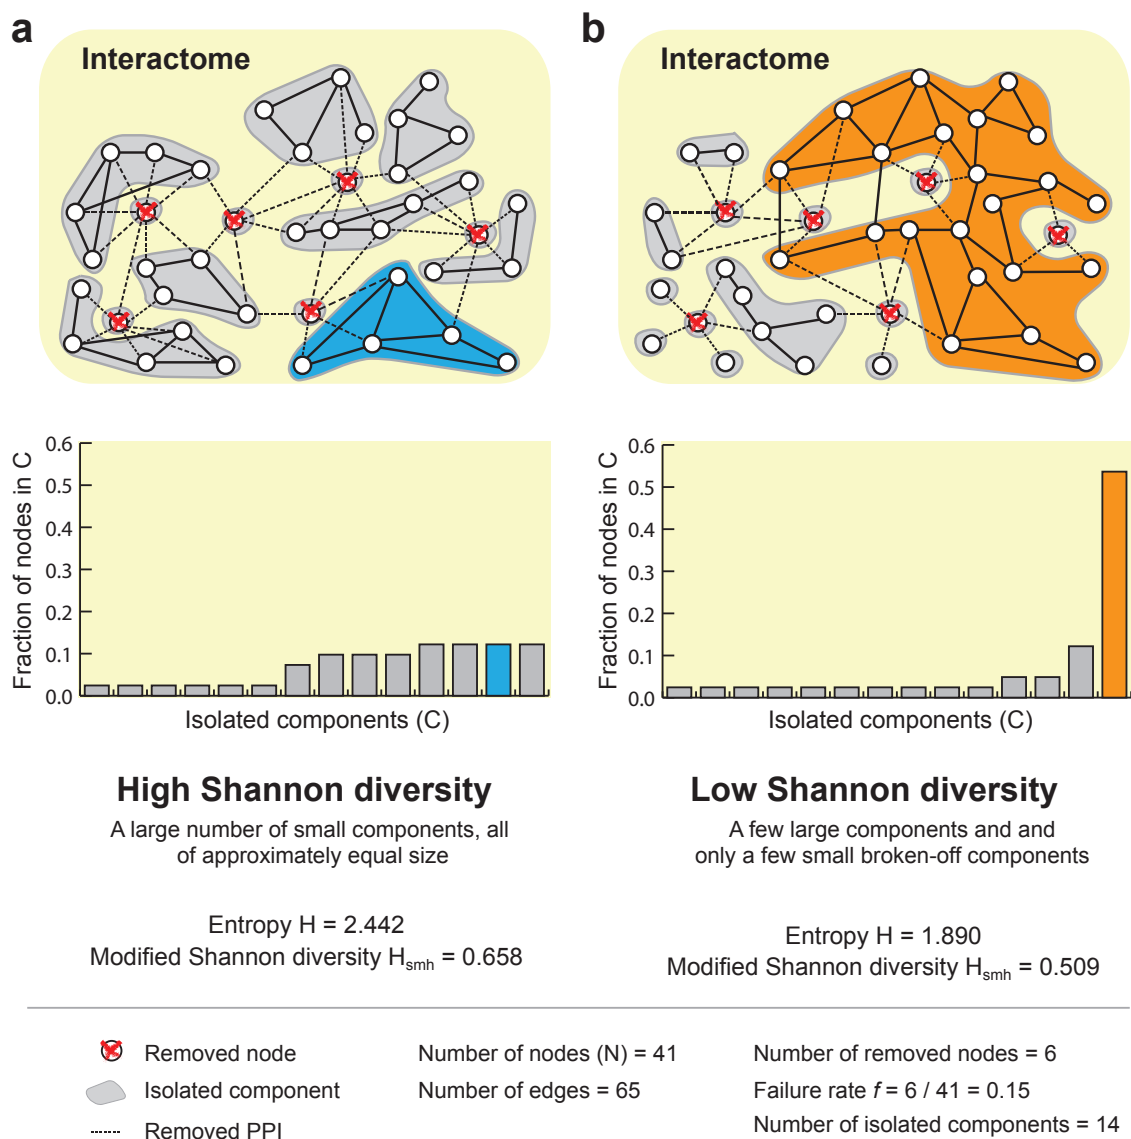 a
b
Interactome
Interactome
Fraction of nodes in C
0.6
0.5
0.4
0.3
0.2
0.1
0.0
Isolated components (C)
Fraction of nodes in C
0.6
0.5
0.4
0.3
0.2
0.1
0.0
Isolated components (C)
High Shannon diversity
A large number of small components, all
of approximately equal size
Entropy H = 2.442
Modified Shannon diversity Hsmh = 0.658
Low Shannon diversity
A few large components and and
only a few small broken-off components
Entropy H = 1.890
Modified Shannon diversity Hsmh = 0.509
Removed node
Isolated component
Removed PPI
Number of nodes (N) = 41
Number of edges = 65
Number of removed nodes = 6
Failure rate f = 6 / 41 = 0.15
Number of isolated components = 14